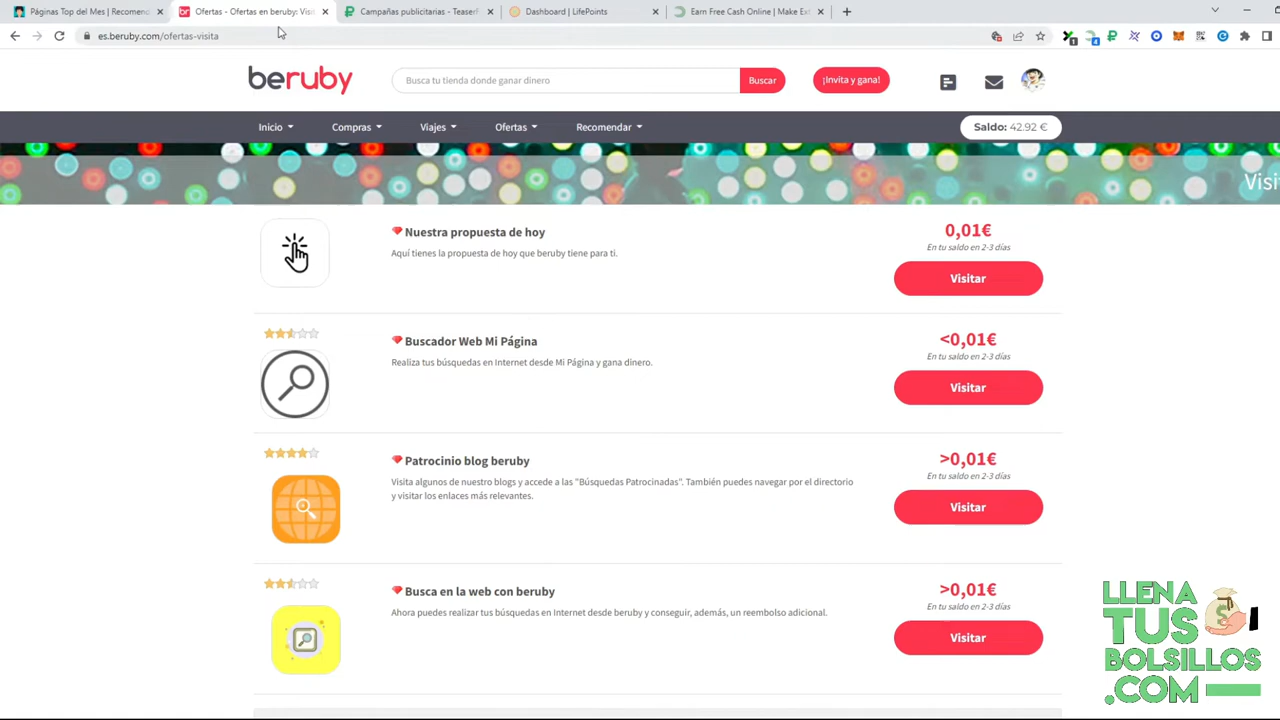 Páginas Top del Mes | Recomend
Ofertas - Ofertas en beruby: Visi
Campañas publicitarias - TeaserF
Dashboard | LifePoints
Earn Free Cash Online | Make Ext
es.beruby.com/ofertas-visita
beruby
Busca tu tienda donde ganar dinero
Buscar
¡Invita y gana!
Inicio
Compras
Viajes
Ofertas
Recomendar
Saldo: 42.92 €
Visi
Nuestra propuesta de hoy
Aquí tienes la propuesta de hoy que beruby tiene para ti.
0,01€
En tu saldo en 2-3 días
Visitar
Buscador Web Mi Página
Realiza tus búsquedas en Internet desde Mi Página y gana dinero.
<0,01€
En tu saldo en 2-3 días
Visitar
Patrocinio blog beruby
Visita algunos de nuestro blogs y accede a las "Búsquedas Patrocinadas". También puedes navegar por el directorio
y visitar los enlaces más relevantes.
>0,01€
En tu saldo en 2-3 días
Visitar
Busca en la web con beruby
Ahora puedes realizar tus búsquedas en Internet desde beruby y conseguir, además, un reembolso adicional.
>0,01€
En tu saldo en 2-3 días
Visitar
LLENA
TUS
BOLSILLOS
.COM